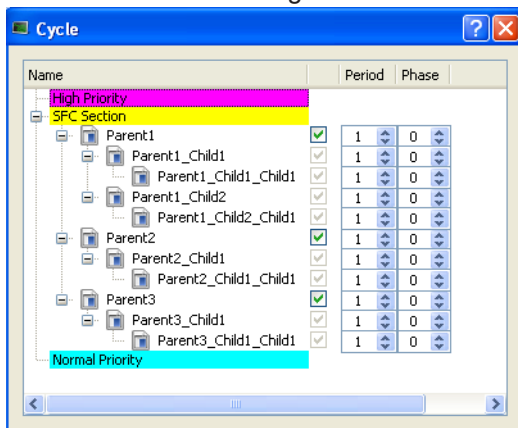 Cycle
Name Period Phase
High Priority
SFC Section
Parent1 1 0
Parent1_Child1 1 0
Parent1_Child1_Child1 1 0
Parent1_Child2 1 0
Parent1_Child2_Child1 1 0
Parent2 1 0
Parent2_Child1 1 0
Parent2_Child1_Child1 1 0
Parent3 1 0
Parent3_Child1 1 0
Parent3_Child1_Child1 1 0
Normal Priority